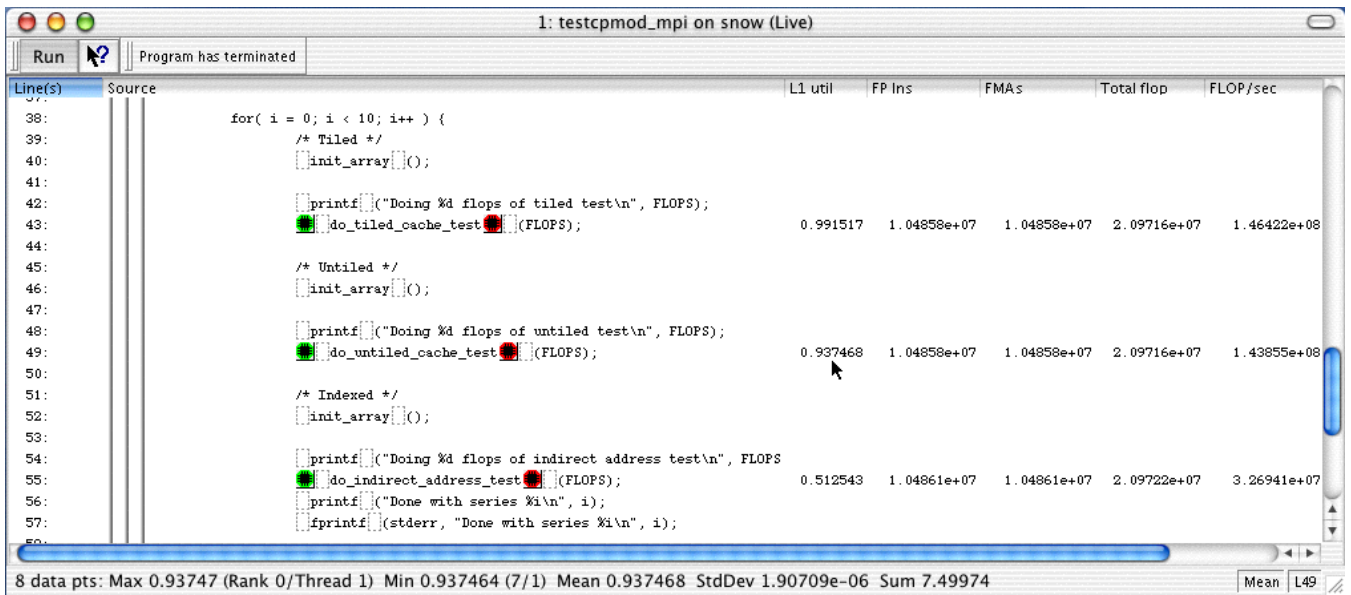 1: testcpmod_mpi on snow (Live)
Run ? Program has terminated
Line(s) Source L1 util FP Ins FMAs Total flop FLOP/sec
37:
38: for( i = 0; i < 10; i++ ) {
39: /* Tiled */
40: init_array ();
41:
42: printf ("Doing %d flops of tiled test\n", FLOPS);
43: do_tiled_cache_test (FLOPS); 0.991517 1.04858e+07 1.04858e+07 2.09716e+07 1.46422e+08
44:
45: /* Untiled */
46: init_array ();
47:
48: printf ("Doing %d flops of untiled test\n", FLOPS);
49: do_untiled_cache_test (FLOPS); 0.937468 1.04858e+07 1.04858e+07 2.09716e+07 1.43855e+08
50:
51: /* Indexed */
52: init_array ();
53:
54: printf ("Doing %d flops of indirect address test\n", FLOPS
55: do_indirect_address_test (FLOPS); 0.512543 1.04861e+07 1.04861e+07 2.09722e+07 3.26941e+07
56: printf ("Done with series %i\n", i);
57: fprintf (stderr, "Done with series %i\n", i);
8 data pts: Max 0.93747 (Rank 0/Thread 1) Min 0.937464 (7/1) Mean 0.937468 StdDev 1.90709e-06 Sum 7.49974 Mean L49